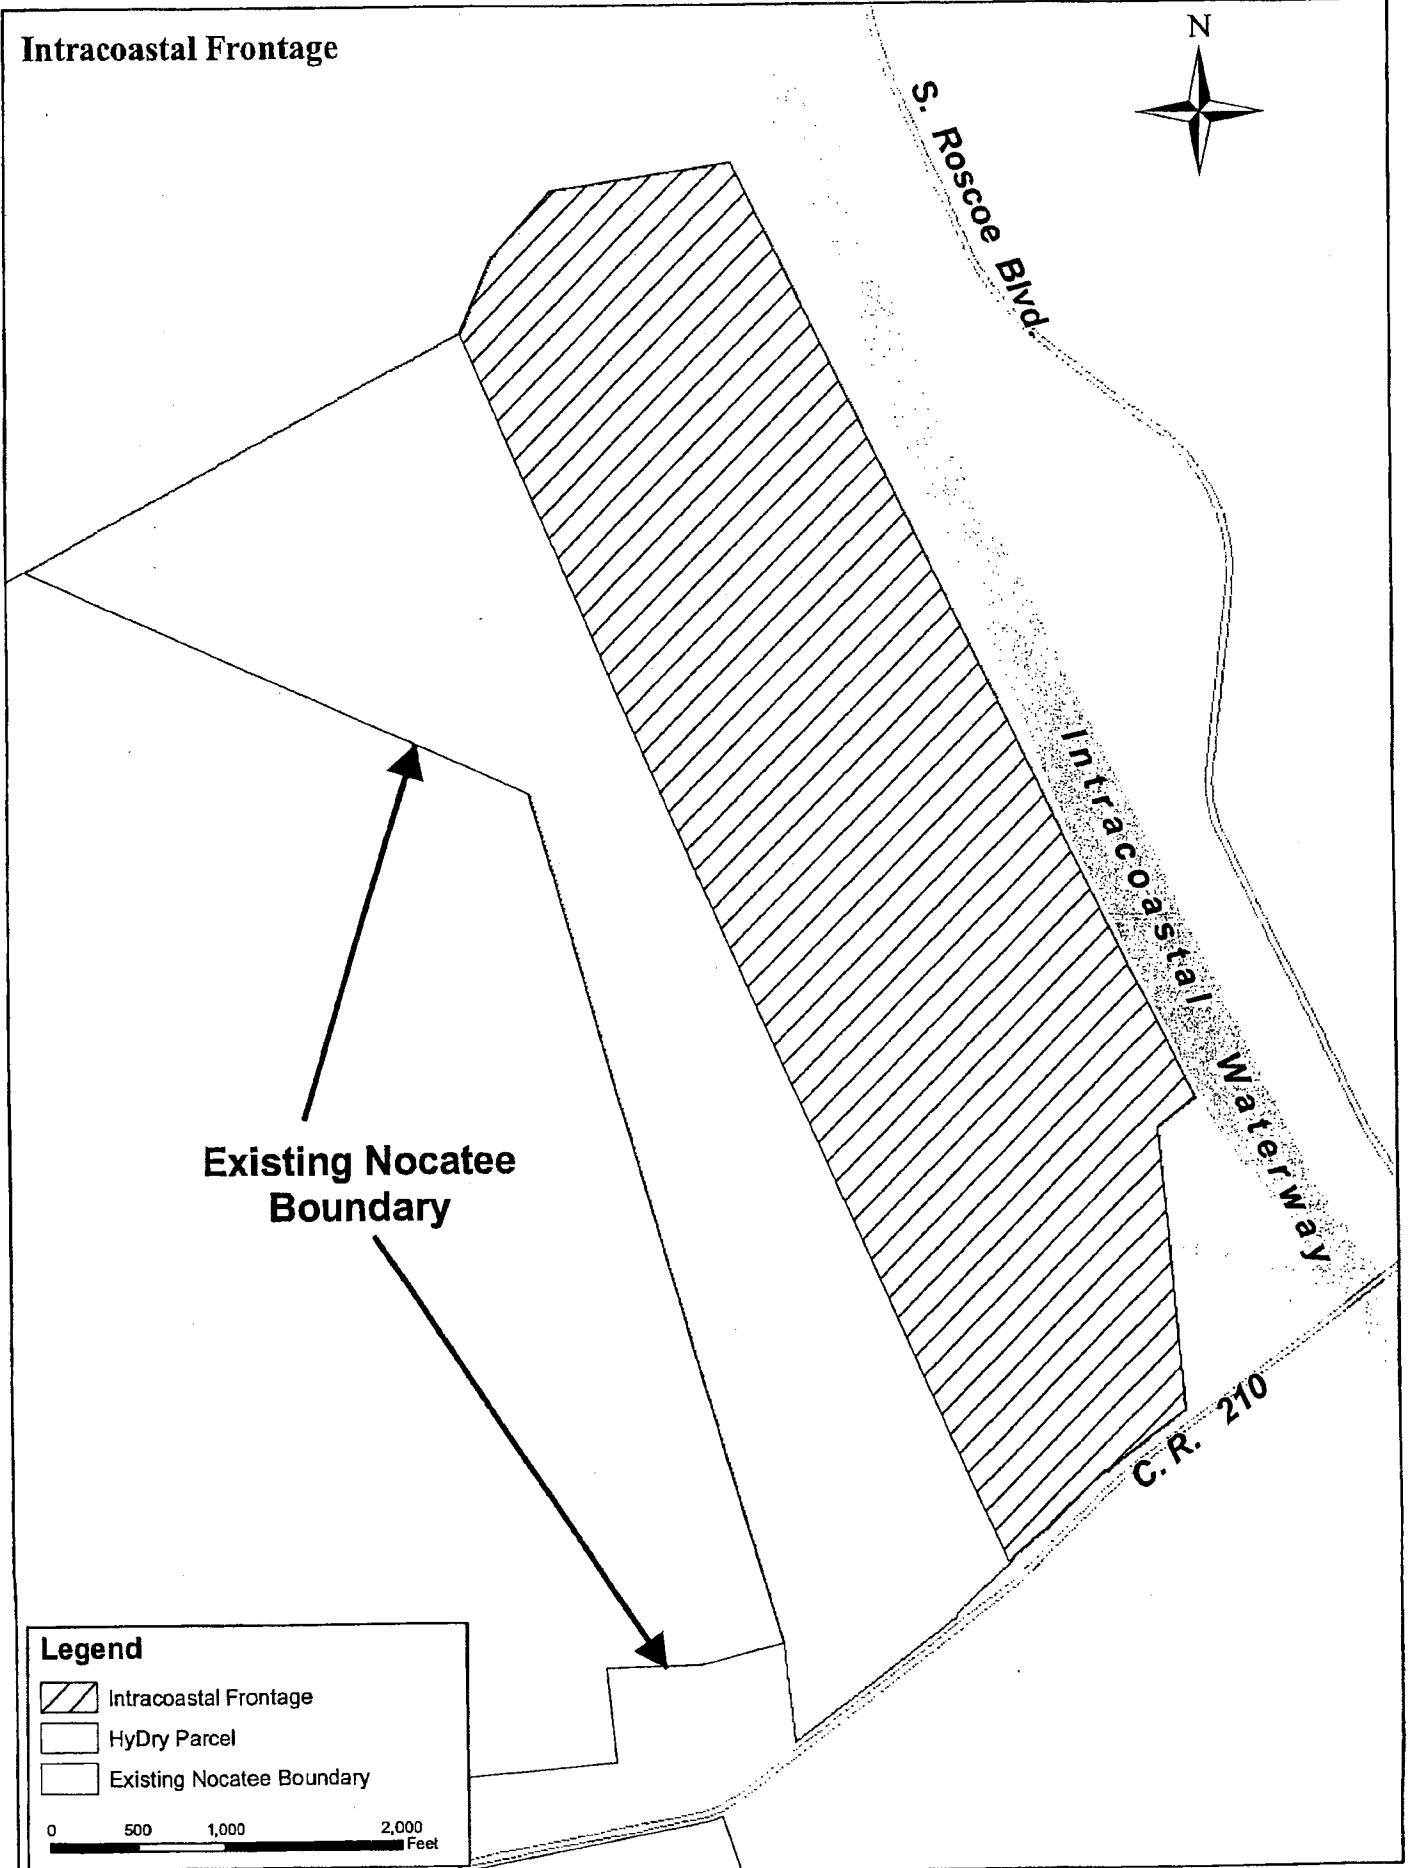 Intracoastal Frontage
N
S. Roscoe Blvd.
Intracoastal Waterway
Existing Nocatee
Boundary
C. R. 210
Legend
Intracoastal Frontage
HyDry Parcel
Existing Nocatee Boundary
0 500 1,000 2,000
Feet